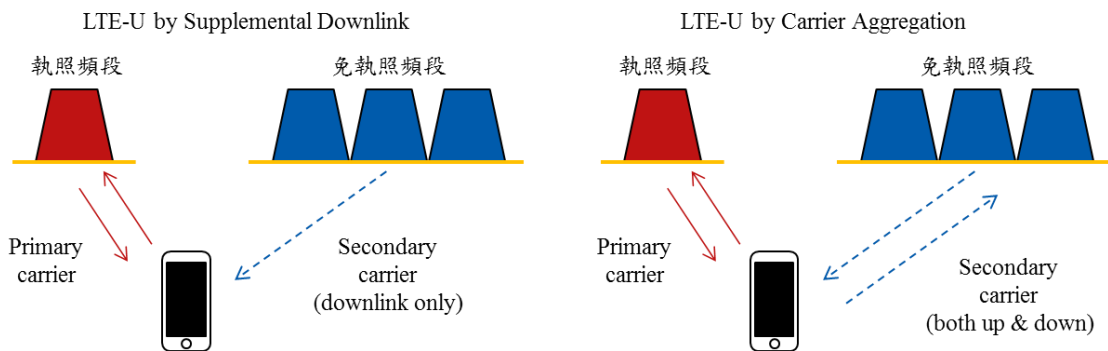 LTE-U by Supplemental Downlink
執照頻段
免執照頻段
Primary
carrier
Secondary
carrier
(downlink only)
LTE-U by Carrier Aggregation
執照頻段
免執照頻段
Primary
carrier
Secondary
carrier
(both up & down)